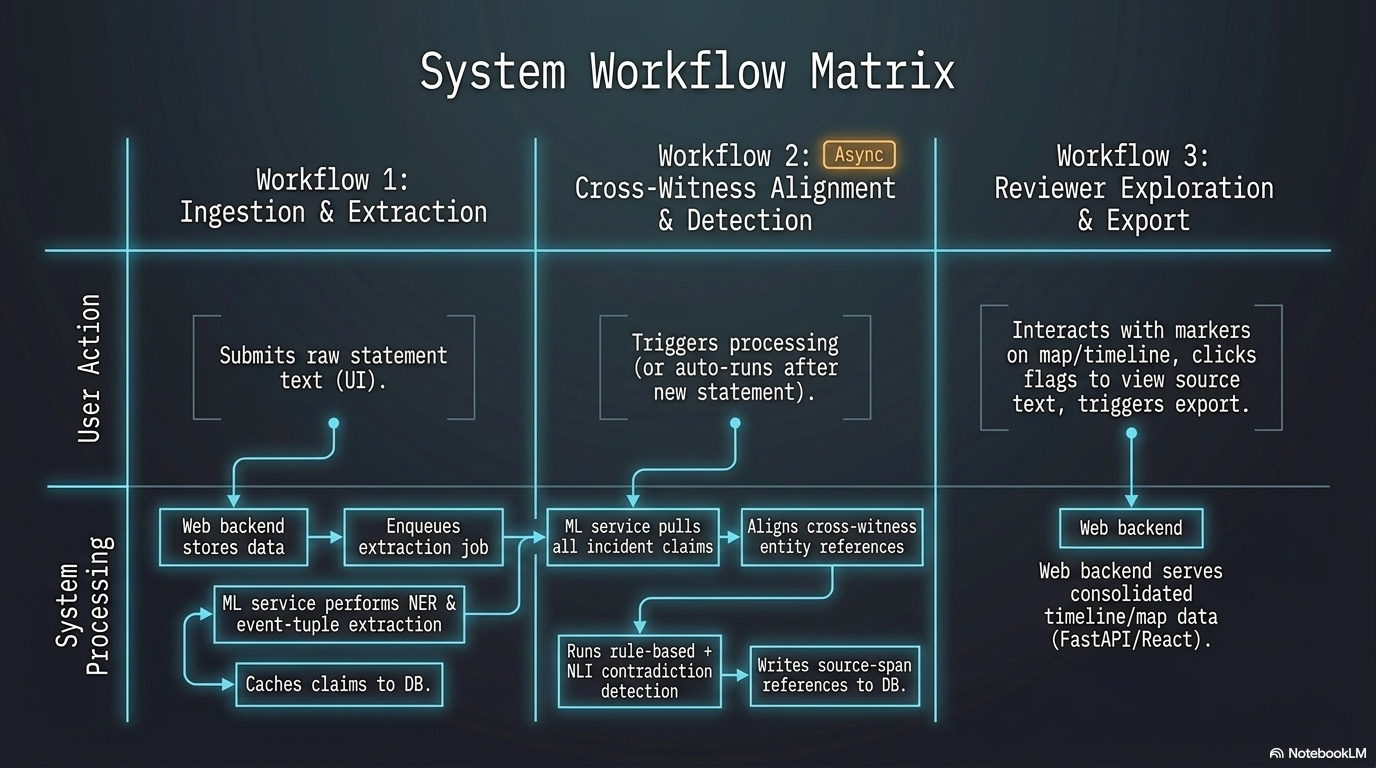 System Workflow Matrix
Workflow 1:
Ingestion & Extraction
Workflow 2:
Async
Cross-Witness Alignment
& Detection
Workflow 3:
Reviewer Exploration
& Export
User Action
Submits raw statement
text (UI).
Triggers processing
(or auto-runs after
new statement).
Interacts with markers
on map/timeline, clicks
flags to view source
text, triggers export.
System
Processing
Web backend
stores data
Enqueues
extraction job
ML service performs NER &
event-tuple extraction
Caches claims to DB.
ML service pulls
all incident claims
Aligns cross-witness
entity references
Runs rule-based +
NLI contradiction
detection
Writes source-span
references to DB.
Web backend
Web backend serves
consolidated
timeline/map data
(FastAPI/React).
NotebookLM